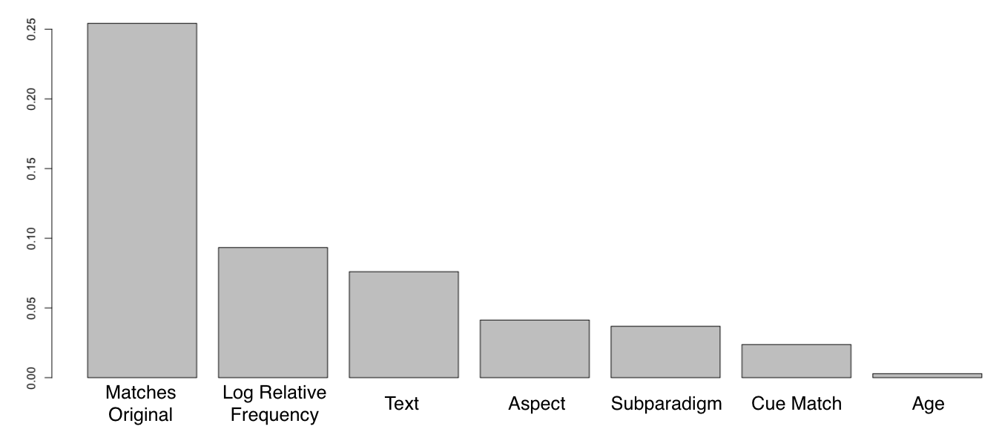 0.25
0.20
0.15
0.10
0.05
0.00
Matches
Original
Log Relative
Frequency
Text
Aspect
Subparadigm
Cue Match
Age